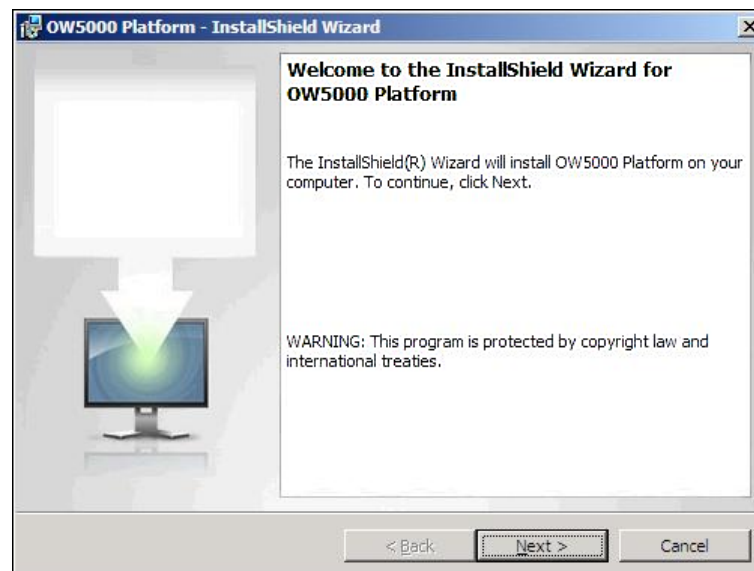 OW5000 Platform - InstallShield Wizard
Welcome to the InstallShield Wizard for
OW5000 Platform
The InstallShield(R) Wizard will install OW5000 Platform on your
computer. To continue, click Next.
WARNING: This program is protected by copyright law and
international treaties.
< Back
Next >
Cancel